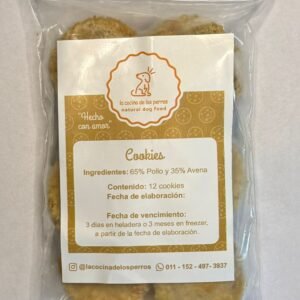 la cocina de los perros
natural dog food
"Hecho
con amor"
Cookies
Ingredientes: 65% Pollo y 35% Avena
Contenido: 12 cookies
Fecha de elaboración:
Fecha de vencimiento:
3 dias en heladera o 3 meses en freezer,
a partir de la fecha de elaboración.
@lacocinadelosperros
011 - 152 - 497- 3937